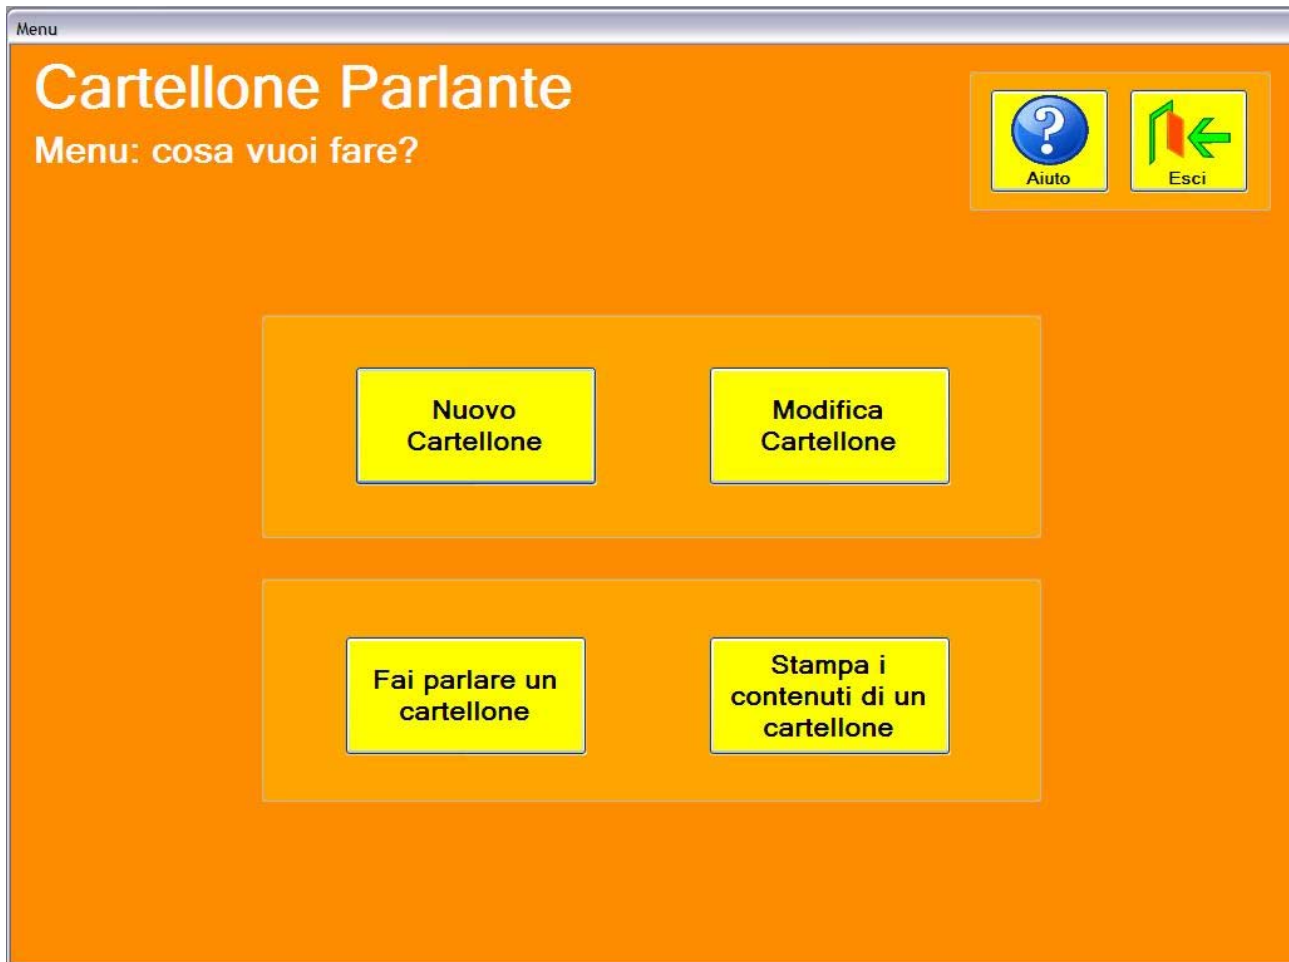 Menu
Cartellone Parlante
Menu: cosa vuoi fare?
Aiuto
Esci
Nuovo
Cartellone
Modifica
Cartellone
Fai parlare un
cartellone
Stampa i
contenuti di un
cartellone